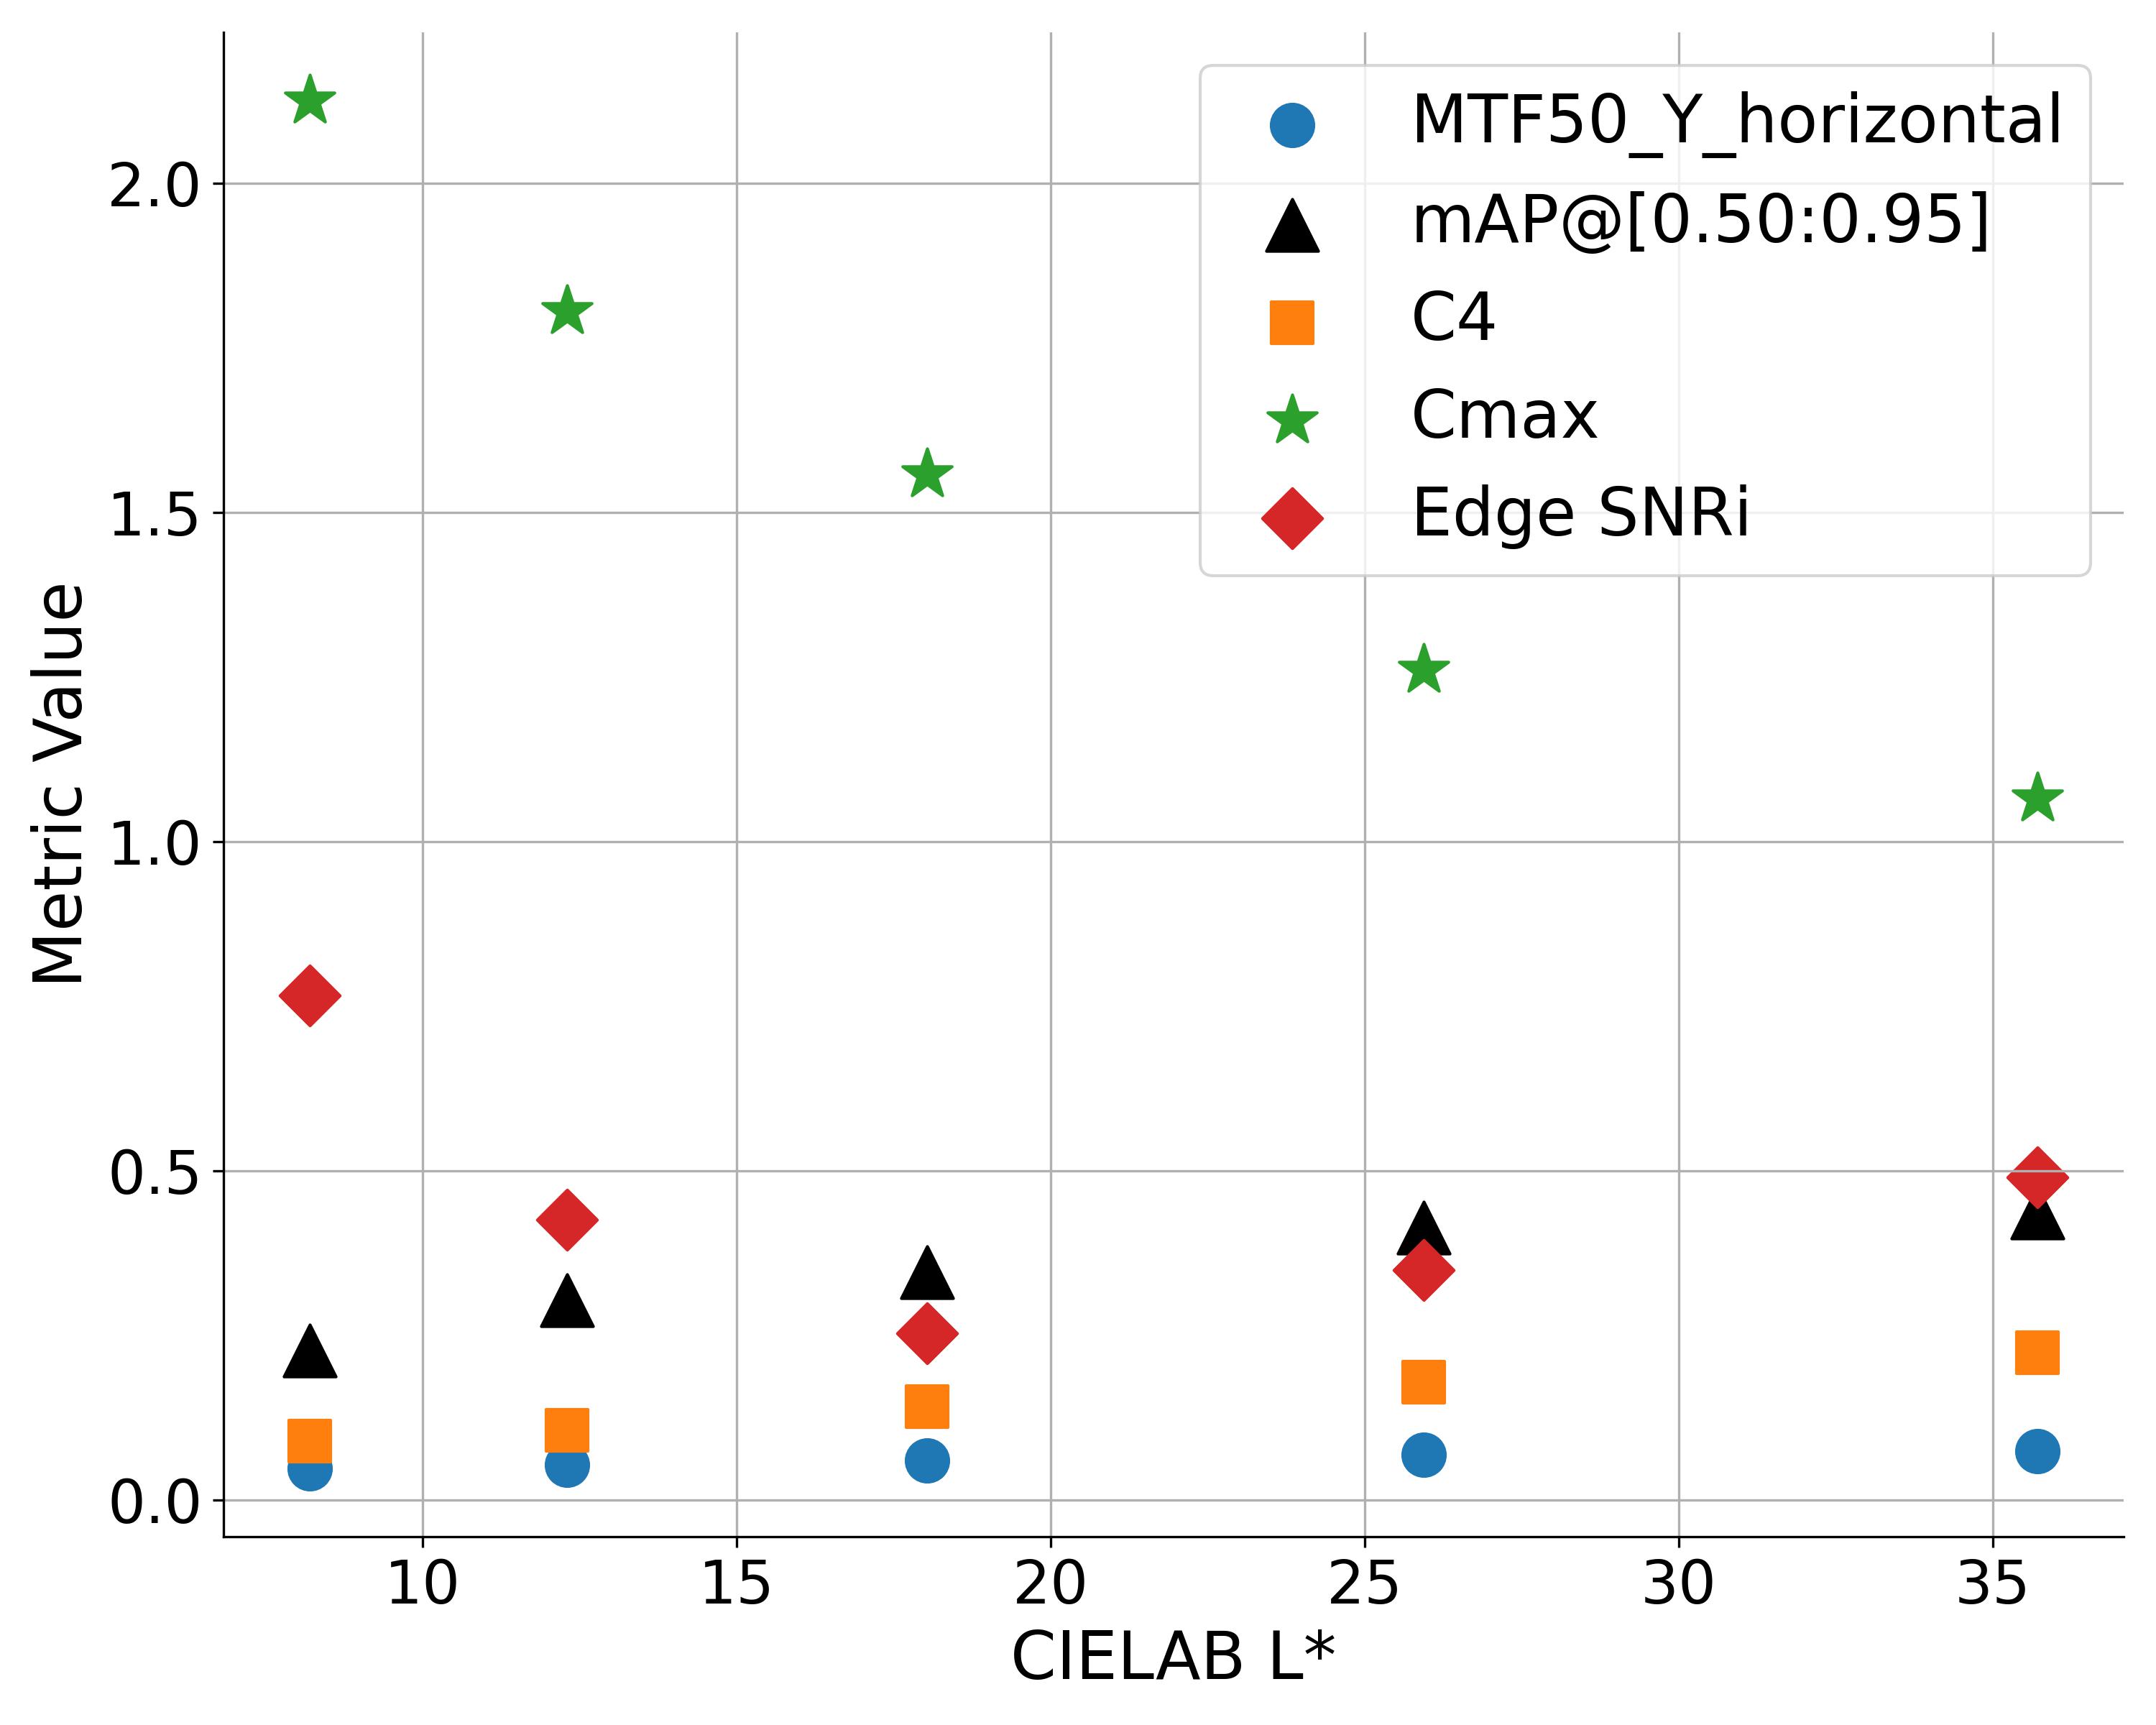 MTF50_Y_horizontal
mAP@[0.50:0.95]
C4
Cmax
Edge SNRi
Metric Value
2.0
1.5
1.0
0.5
0.0
10 15 20 25 30 35
CIELAB L*